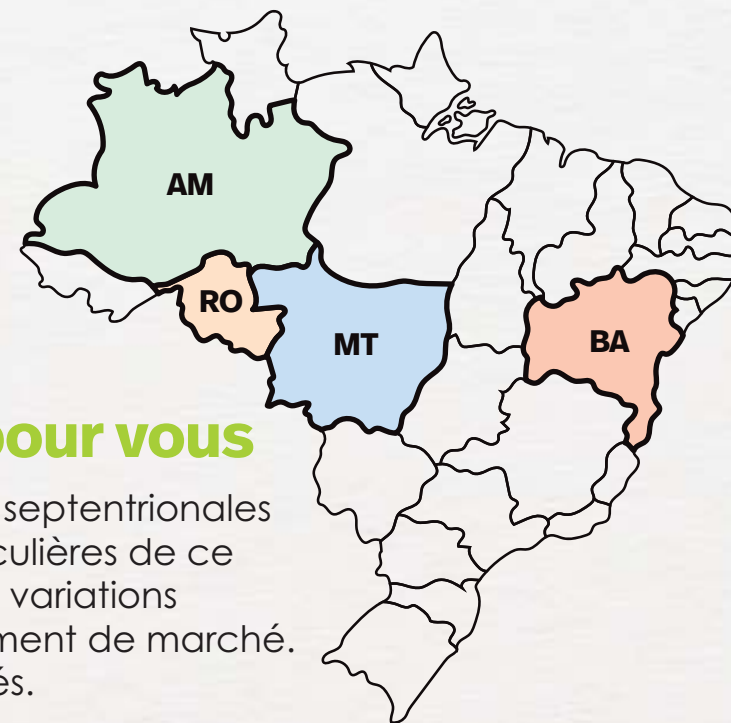 AM
RO
MT
BA
pour vous
septentrionales
culières de ce
variations
ment de marché.
és.